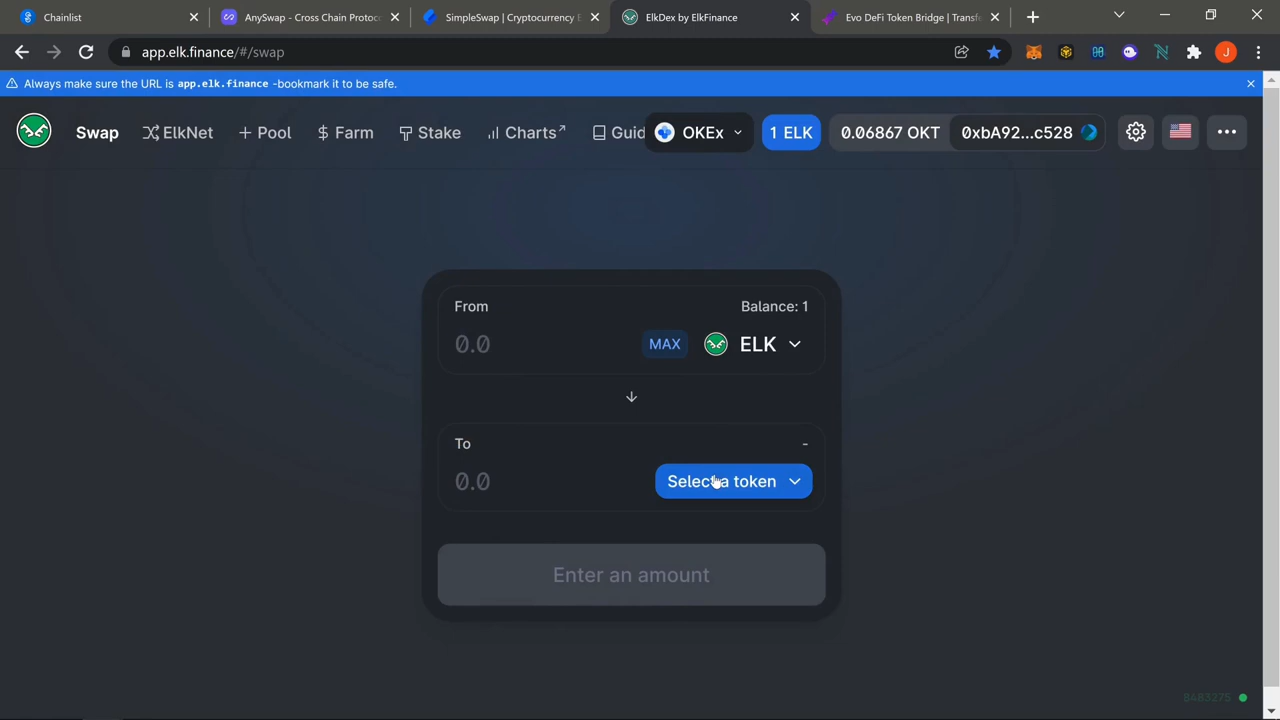 Chainlist
AnySwap - Cross Chain Protoc
SimpleSwap | Cryptocurrency E
ElkDex by ElkFinance
Evo DeFi Token Bridge | Transf
app.elk.finance/#/swap
J
Always make sure the URL is app.elk.finance -bookmark it to be safe.
Swap
ElkNet
+ Pool
$ Farm
Stake
Charts↗
Guid
OKEx
1 ELK
0.06867 OKT
0xbA92...c528
From
Balance: 1
0.0
MAX
ELK
To
-
0.0
Select a token
Enter an amount
8483275